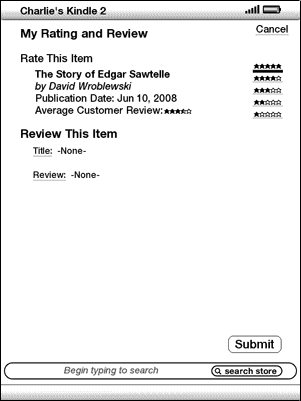 Charlie's Kindle 2
My Rating and Review
Cancel
Rate This Item
The Story of Edgar Sawtelle
by David Wroblewski
Publication Date: Jun 10, 2008
Average Customer Review:
Review This Item
Title: -None-
Review: -None-
Submit
Begin typing to search
search store